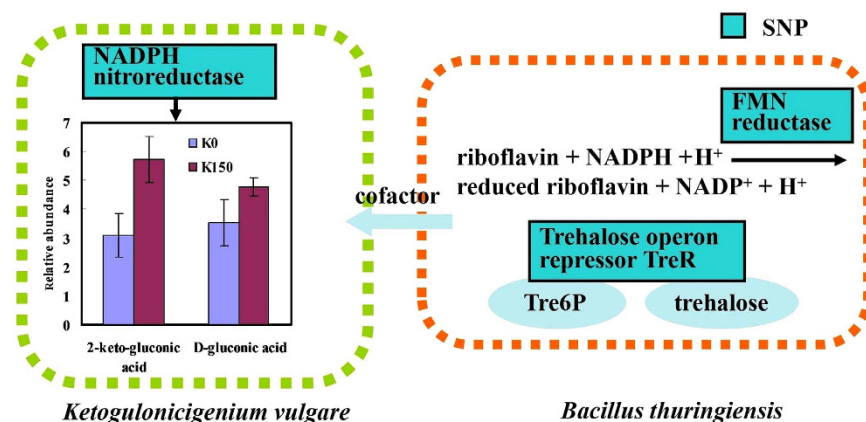 SNP
NADPH
nitroreductase
7
6
5
4
3
2
1
0
Relative abundance
K0
K150
2-keto-gluconic
acid
D-gluconic acid
Ketogulonicigenium vulgare
cofactor
FMN
reductase
riboflavin + NADPH +H⁺
reduced riboflavin + NADP⁺ + H⁺
Trehalose operon
repressor TreR
Tre6P
trehalose
Bacillus thuringiensis